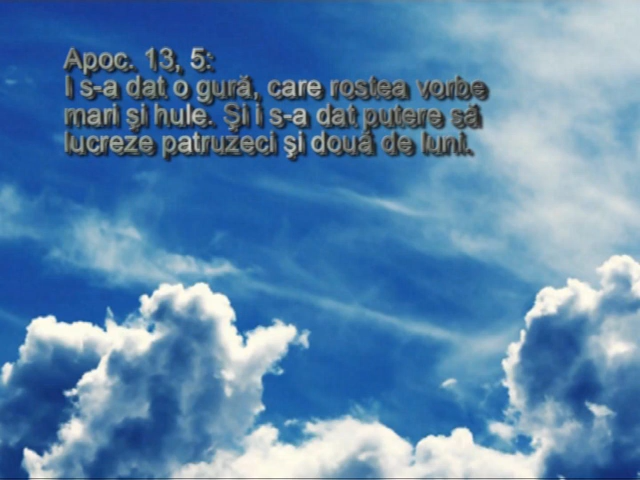 Apoc. 13, 5:
I s-a dat o gură, care rostea vorbe
mari şi hule. Şi i s-a dat putere să
lucreze patruzeci şi două de luni.